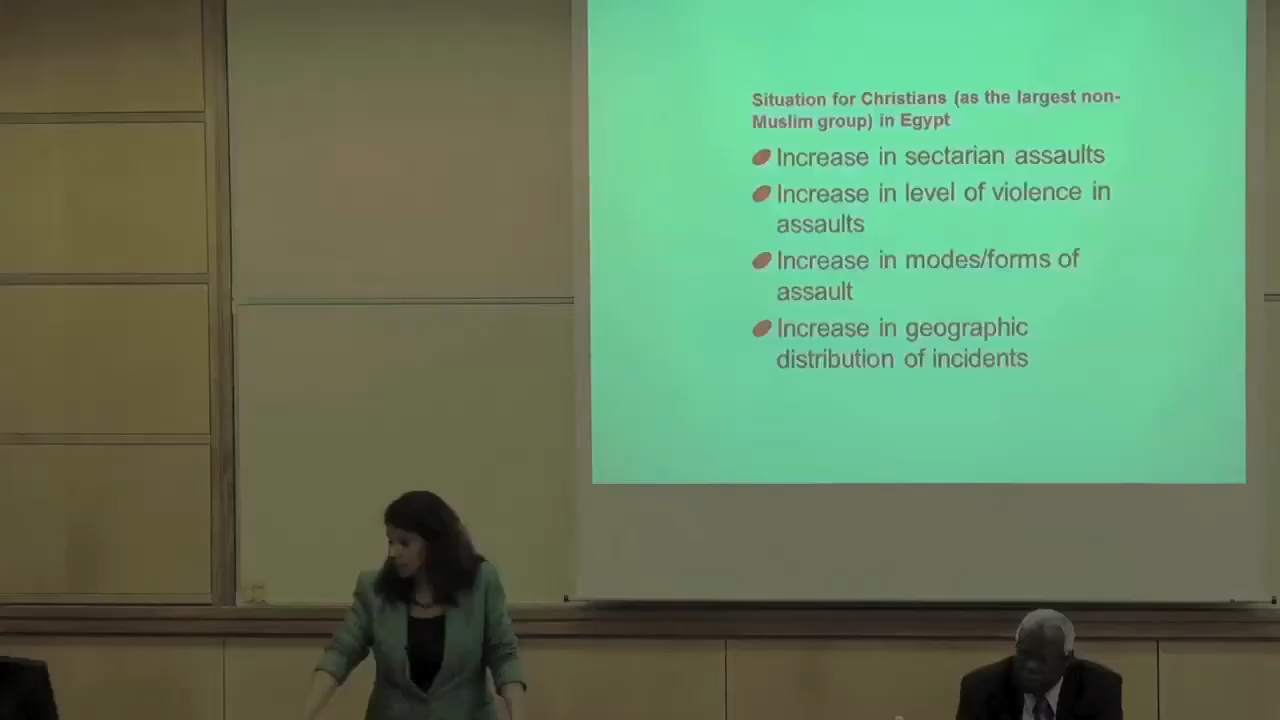 Situation for Christians (as the largest non-
Muslim group) in Egypt
Increase in sectarian assaults
Increase in level of violence in
assaults
Increase in modes/forms of
assault
Increase in geographic
distribution of incidents